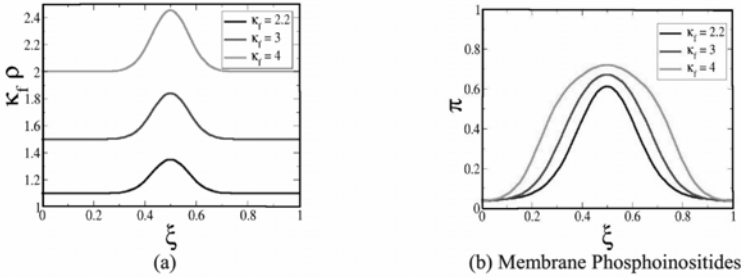 2.4
2.2
2
1.8
1.6
1.4
1.2
1
κf ρ
κf = 2.2
κf = 3
κf = 4
0 0.2 0.4 0.6 0.8 1
ξ
(a)
1
0.8
0.6
0.4
0.2
0
π
κf = 2.2
κf = 3
κf = 4
0 0.2 0.4 0.6 0.8 1
ξ
(b) Membrane Phosphoinositides